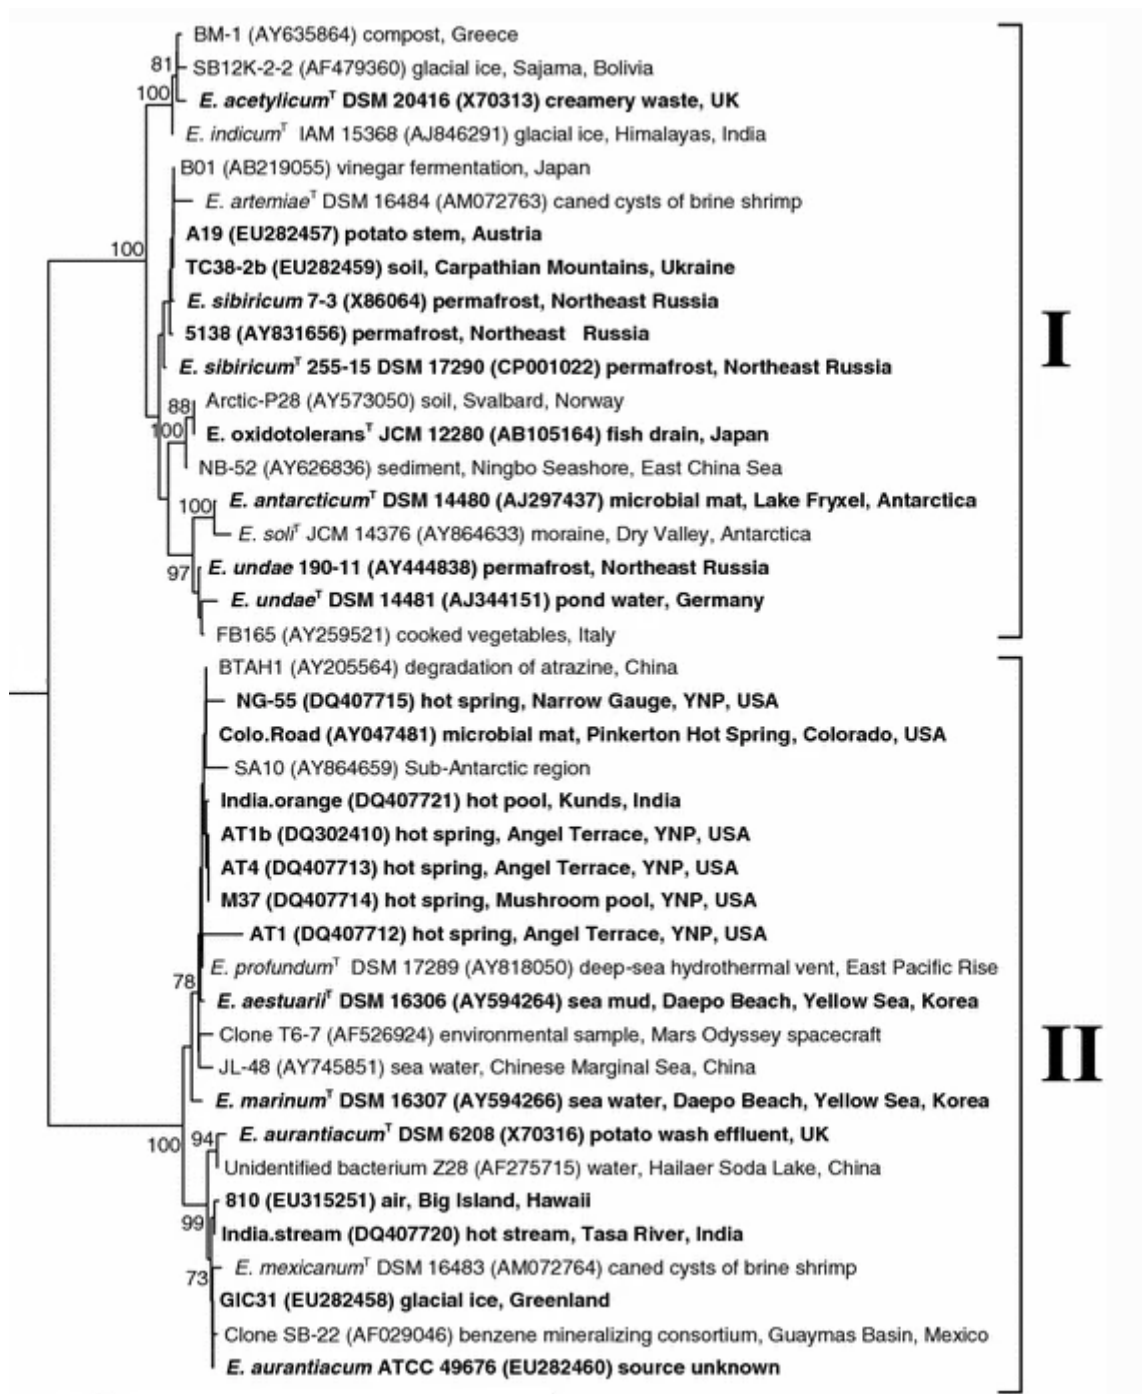 BM-1 (AY635864) compost, Greece
81
SB12K-2-2 (AF479360) glacial ice, Sajama, Bolivia
100
E. acetylicumT DSM 20416 (X70313) creamery waste, UK
E. indicumT IAM 15368 (AJ846291) glacial ice, Himalayas, India
B01 (AB219055) vinegar fermentation, Japan
E. artemiaeT DSM 16484 (AM072763) caned cysts of brine shrimp
A19 (EU282457) potato stem, Austria
100
TC38-2b (EU282459) soil, Carpathian Mountains, Ukraine
E. sibiricum 7-3 (X86064) permafrost, Northeast Russia
5138 (AY831656) permafrost, Northeast Russia
I
E. sibiricumT 255-15 DSM 17290 (CP001022) permafrost, Northeast Russia
88
Arctic-P28 (AY573050) soil, Svalbard, Norway
100
E. oxidotoleransT JCM 12280 (AB105164) fish drain, Japan
NB-52 (AY626836) sediment, Ningbo Seashore, East China Sea
100
E. antarcticumT DSM 14480 (AJ297437) microbial mat, Lake Fryxel, Antarctica
E. soliT JCM 14376 (AY864633) moraine, Dry Valley, Antarctica
97
E. undae 190-11 (AY444838) permafrost, Northeast Russia
E. undaeT DSM 14481 (AJ344151) pond water, Germany
FB165 (AY259521) cooked vegetables, Italy
BTAH1 (AY205564) degradation of atrazine, China
NG-55 (DQ407715) hot spring, Narrow Gauge, YNP, USA
Colo.Road (AY047481) microbial mat, Pinkerton Hot Spring, Colorado, USA
SA10 (AY864659) Sub-Antarctic region
India.orange (DQ407721) hot pool, Kunds, India
AT1b (DQ302410) hot spring, Angel Terrace, YNP, USA
AT4 (DQ407713) hot spring, Angel Terrace, YNP, USA
M37 (DQ407714) hot spring, Mushroom pool, YNP, USA
AT1 (DQ407712) hot spring, Angel Terrace, YNP, USA
E. profundumT DSM 17289 (AY818050) deep-sea hydrothermal vent, East Pacific Rise
78
E. aestuariiT DSM 16306 (AY594264) sea mud, Daepo Beach, Yellow Sea, Korea
Clone T6-7 (AF526924) environmental sample, Mars Odyssey spacecraft
II
JL-48 (AY745851) sea water, Chinese Marginal Sea, China
E. marinumT DSM 16307 (AY594266) sea water, Daepo Beach, Yellow Sea, Korea
100
94
E. aurantiacumT DSM 6208 (X70316) potato wash effluent, UK
Unidentified bacterium Z28 (AF275715) water, Hailaer Soda Lake, China
810 (EU315251) air, Big Island, Hawaii
99
India.stream (DQ407720) hot stream, Tasa River, India
73
E. mexicanumT DSM 16483 (AM072764) caned cysts of brine shrimp
GIC31 (EU282458) glacial ice, Greenland
Clone SB-22 (AF029046) benzene mineralizing consortium, Guaymas Basin, Mexico
E. aurantiacum ATCC 49676 (EU282460) source unknown